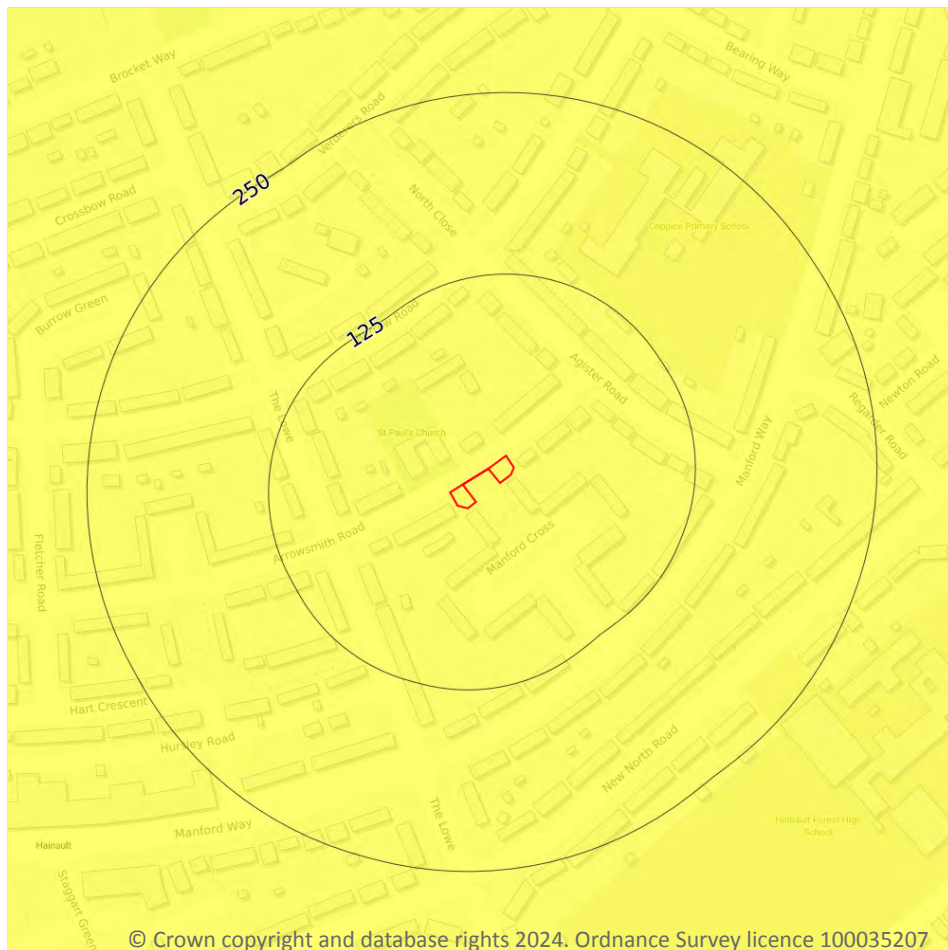 Brocket Way
Bearing Way
Verderers Road
250
Crossbow Road
North Close
Coppice Primary School
Burrow Green
125
Road
Agister Road
Newton Road
The Lowe
Regarder Road
St Paul's Church
Manford Way
Arrowsmith Road
Manford Cross
Fletcher Road
Hart Crescent
Hursley Road
New North Road
Manford Way
The Lowe
Hainault Forest High
School
Hainault
Staggart Green
© Crown copyright and database rights 2024. Ordnance Survey licence 100035207